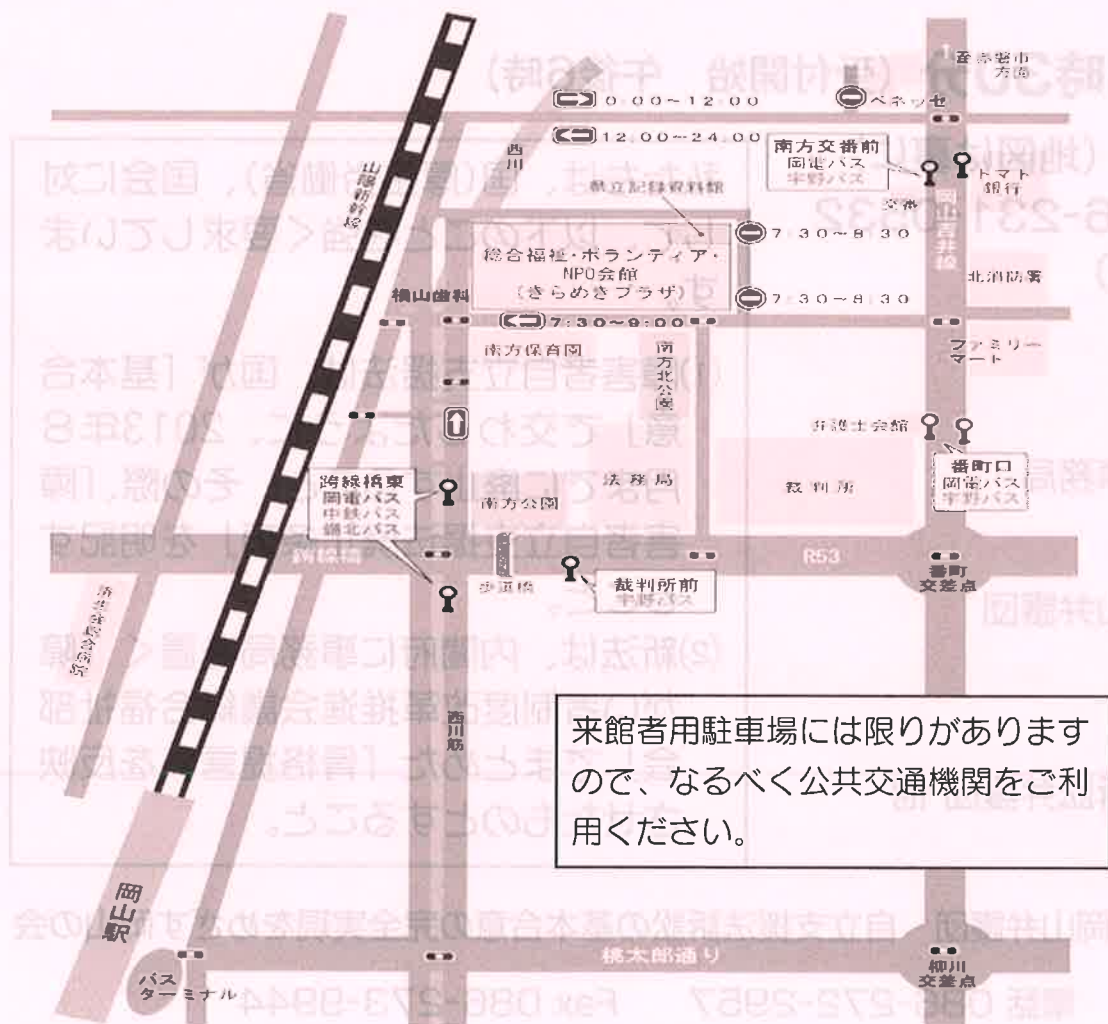 至赤磐市
方面
0:00~12:00
ベネッセ
12:00~24:00
西川
南方交番前
岡電バス
宇野バス
トマト
銀行
交番
岡山吉井線
山陽新幹線
県立記録資料館
7:30~8:30
総合福祉・ボランティア・
NPO会館
(きらめきプラザ)
北消防署
横山歯科
7:30~8:30
7:30~9:00
南方保育園
南方北公園
ファミリー
マート
弁護士会館
番町口
岡電バス
宇野バス
跨線橋東
岡電バス
中鉄バス
南方公園
法務局
裁判所
跨線橋
R53
番町
交差点
歩道橋
裁判所前
宇野バス
西川筋
来館者用駐車場には限りがあります
ので、なるべく公共交通機関をご利
用ください。
岡山駅
バス
ターミナル
桃太郎通り
柳川
交差点